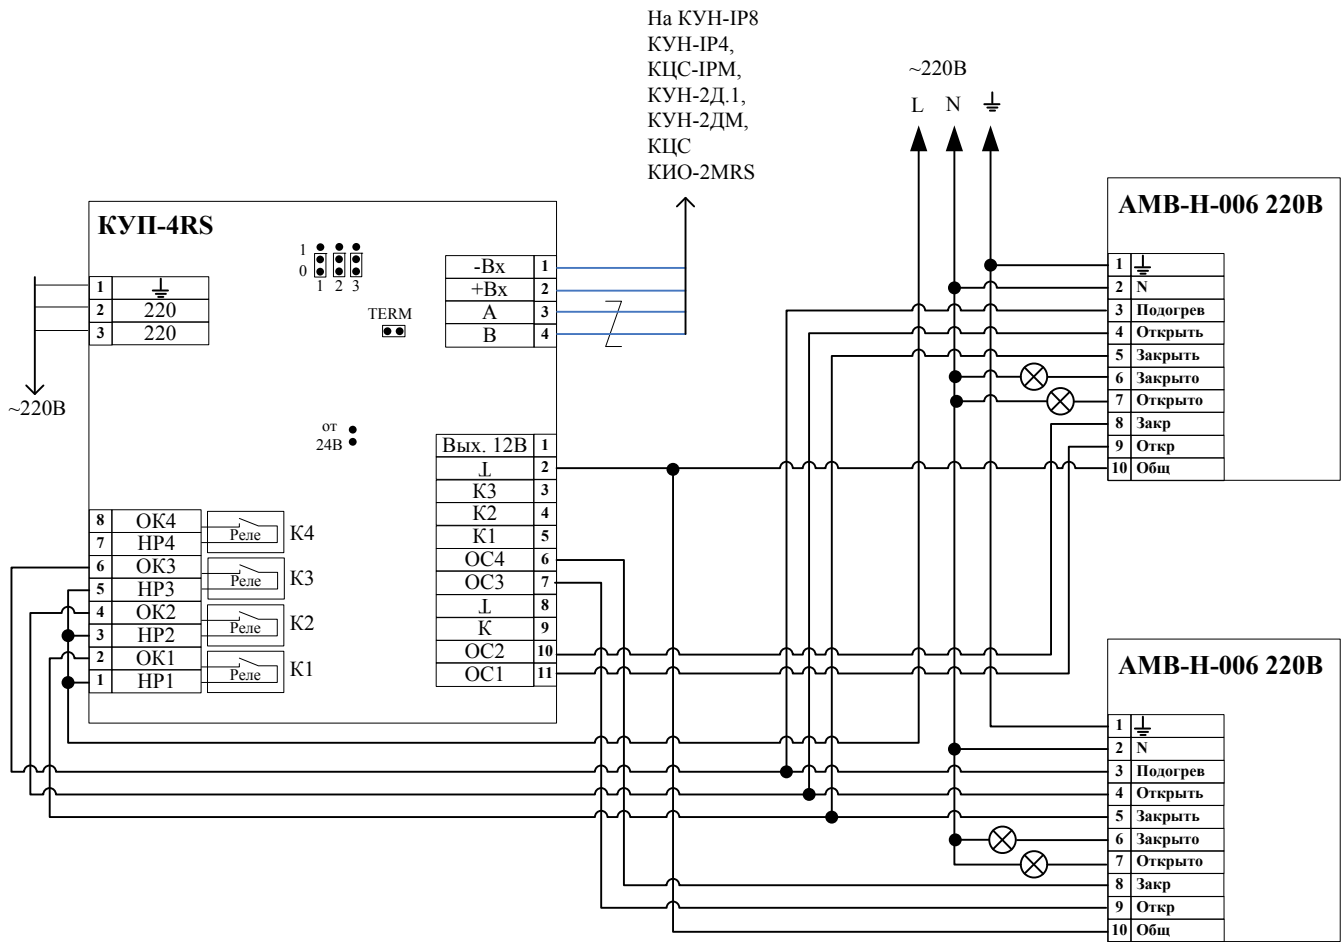 На КУН-IP8
КУН-IP4,
КЦС-IPM,
КУН-2Д.1,
КУН-2ДМ,
КЦС
КИО-2MRS
~220В
L N
КУП-4RS
1
0
1 2 3
TERM
1
2 220
3 220
~220В
-Вх 1
+Вх 2
А 3
В 4
от
24В
Вых. 12В 1
⊥ 2
К3 3
К2 4
К1 5
ОС4 6
ОС3 7
⊥ 8
К 9
ОС2 10
ОС1 11
8 ОК4
7 НР4
Реле К4
6 ОК3
5 НР3
Реле К3
4 ОК2
3 НР2
Реле К2
2 ОК1
1 НР1
Реле К1
АМВ-Н-006 220В
1
2 N
3 Подогрев
4 Открыть
5 Закрыть
6 Закрыто
7 Открыто
8 Закр
9 Откр
10 Общ
АМВ-Н-006 220В
1
2 N
3 Подогрев
4 Открыть
5 Закрыть
6 Закрыто
7 Открыто
8 Закр
9 Откр
10 Общ